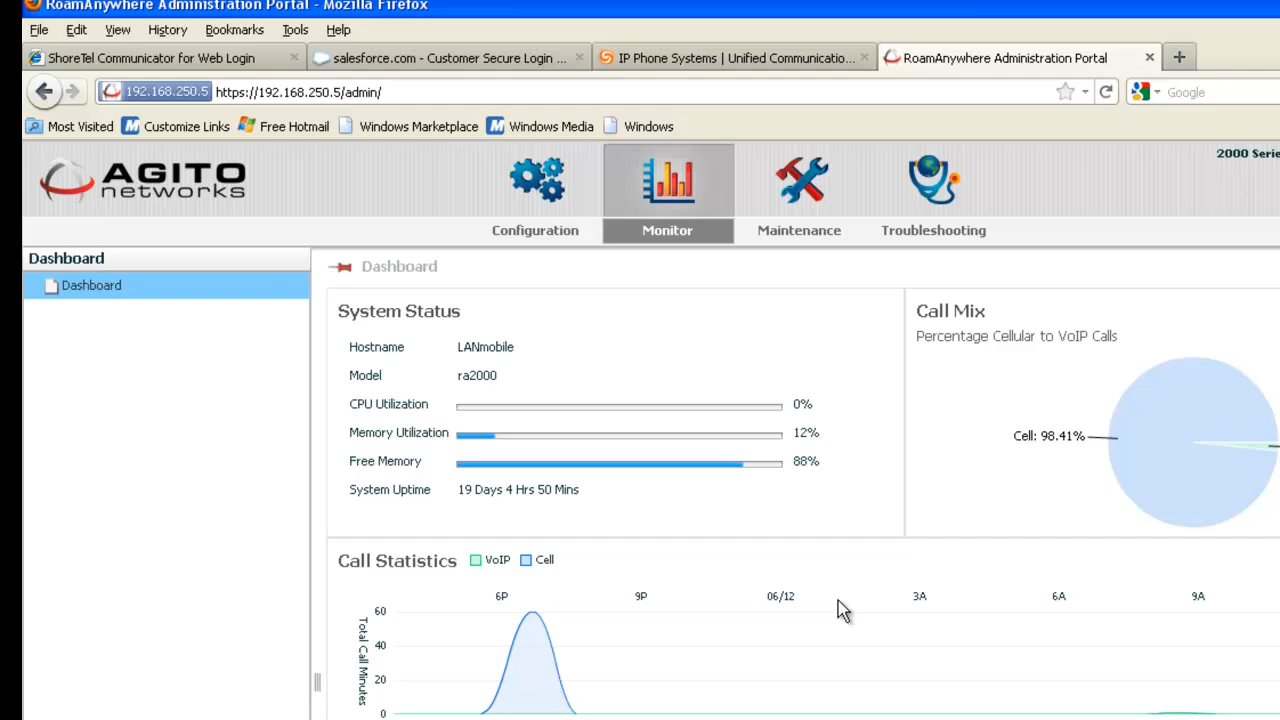 RoamAnywhere Administration Portal - Mozilla Firefox
File Edit View History Bookmarks Tools Help
ShoreTel Communicator for Web Login salesforce.com - Customer Secure Login ... IP Phone Systems | Unified Communicatio... RoamAnywhere Administration Portal
192.168.250.5 https://192.168.250.5/admin/ Google
Most Visited Customize Links Free Hotmail Windows Marketplace Windows Media Windows
2000 Serie
AGITO
networks
Configuration Monitor Maintenance Troubleshooting
Dashboard
Dashboard
Dashboard
System Status
Hostname LANmobile
Model ra2000
CPU Utilization 0%
Memory Utilization 12%
Free Memory 88%
System Uptime 19 Days 4 Hrs 50 Mins
Call Mix
Percentage Cellular to VoIP Calls
Cell: 98.41%
Call Statistics VoIP Cell
6P 9P 06/12 3A 6A 9A
60
40
20
0
Total Call Minutes